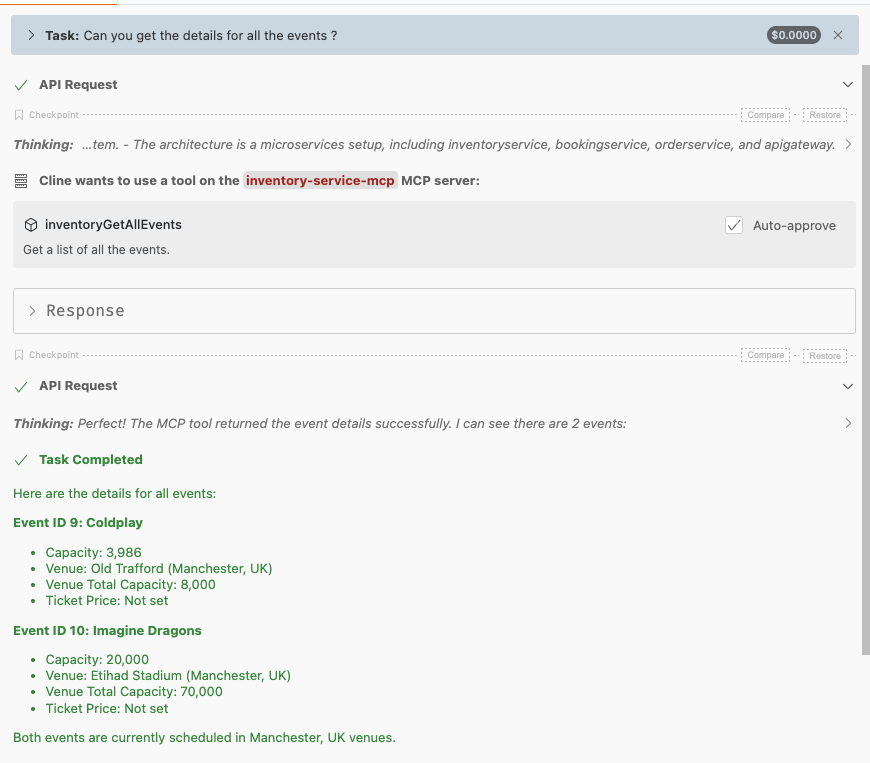 Task: Can you get the details for all the events ?
$0.0000
API Request
Checkpoint
Compare
Restore
Thinking: ...tem. - The architecture is a microservices setup, including inventoryservice, bookingservice, orderservice, and apigateway.
Cline wants to use a tool on the inventory-service-mcp MCP server:
inventoryGetAllEvents
Auto-approve
Get a list of all the events.
Response
Checkpoint
Compare
Restore
API Request
Thinking: Perfect! The MCP tool returned the event details successfully. I can see there are 2 events:
Task Completed
Here are the details for all events:
Event ID 9: Coldplay
• Capacity: 3,986
• Venue: Old Trafford (Manchester, UK)
• Venue Total Capacity: 8,000
• Ticket Price: Not set
Event ID 10: Imagine Dragons
• Capacity: 20,000
• Venue: Etihad Stadium (Manchester, UK)
• Venue Total Capacity: 70,000
• Ticket Price: Not set
Both events are currently scheduled in Manchester, UK venues.